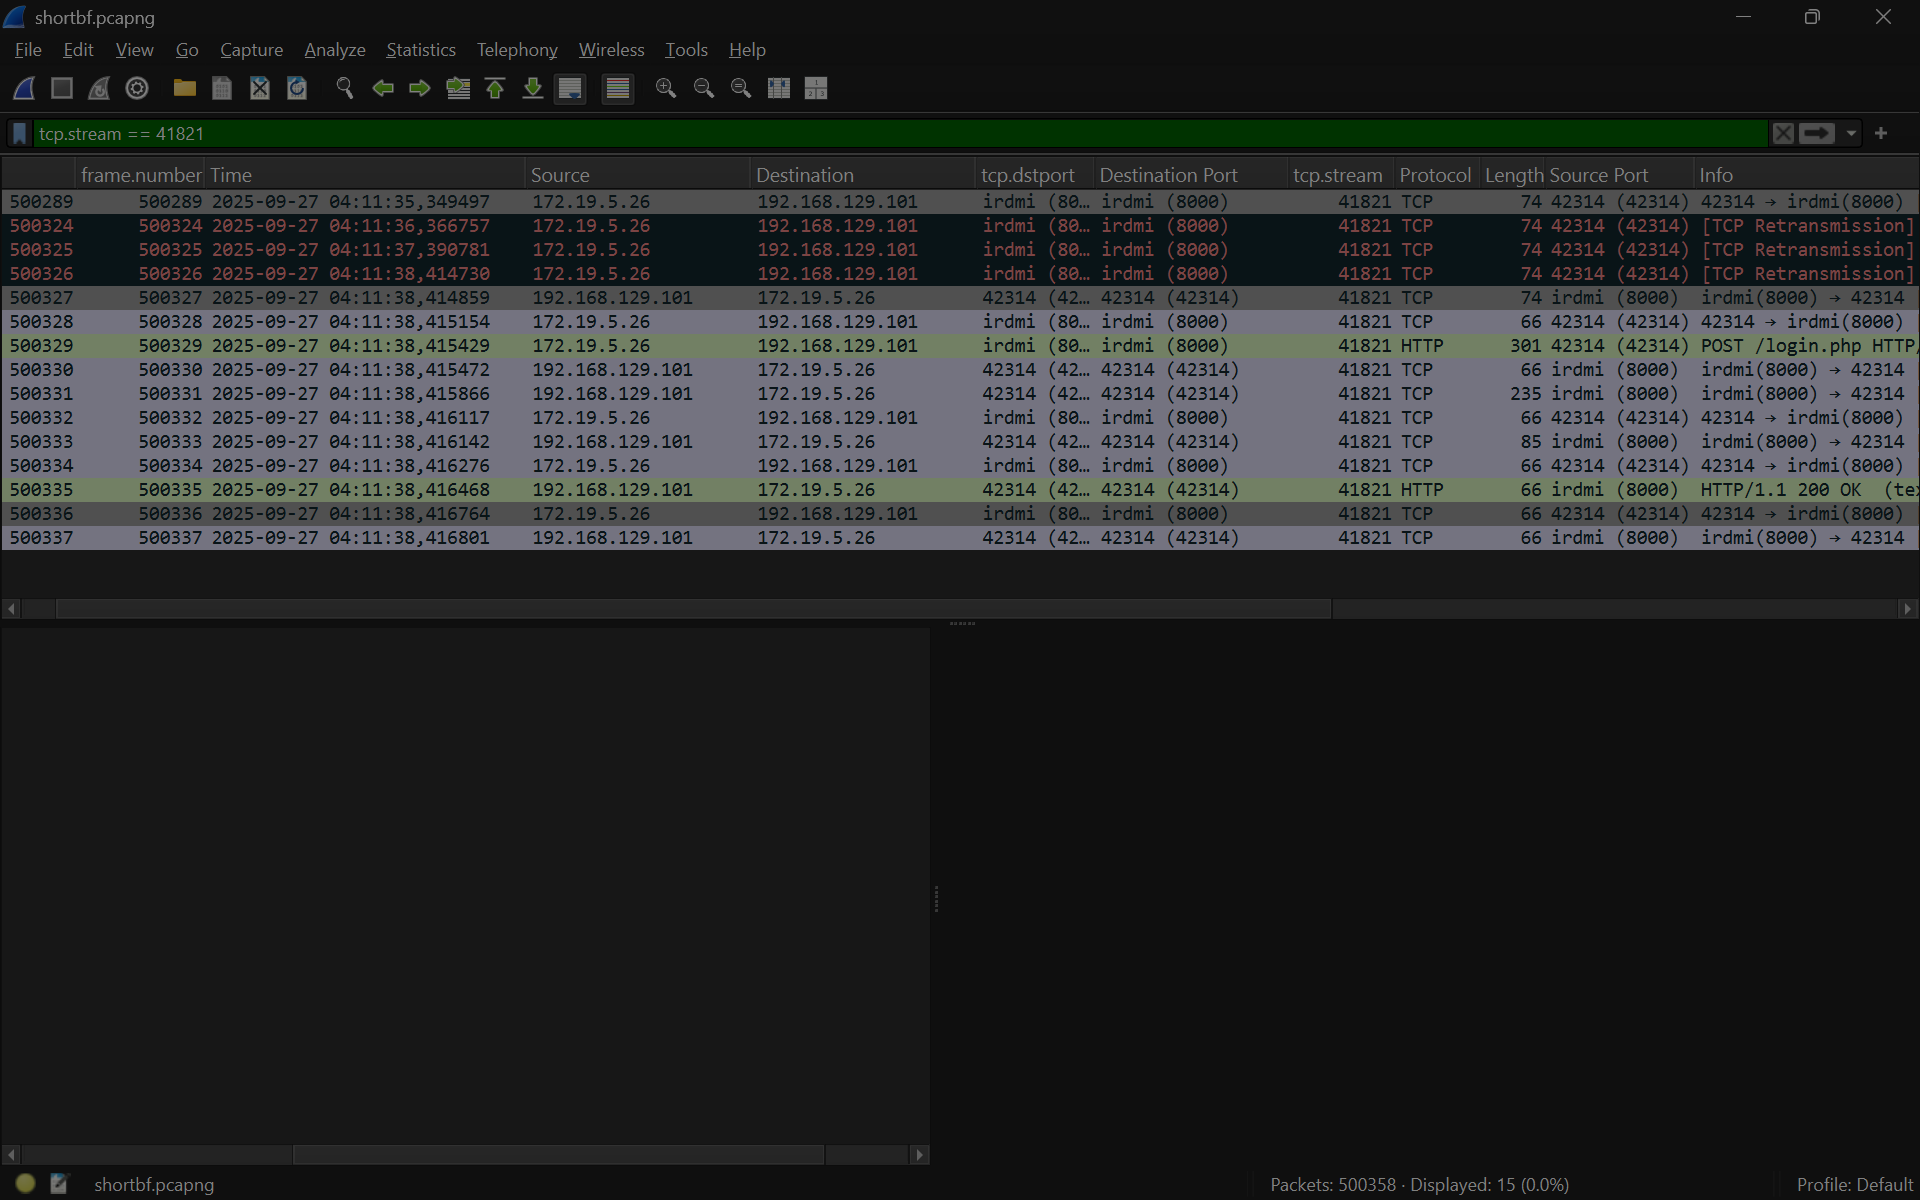 shortbf.pcapng
File Edit View Go Capture Analyze Statistics Telephony Wireless Tools Help
tcp.stream == 41821
frame.number Time Source Destination tcp.dstport Destination Port tcp.stream Protocol Length Source Port Info
500289 500289 2025-09-27 04:11:35,349497 172.19.5.26 192.168.129.101 irdmi (80… irdmi (8000) 41821 TCP 74 42314 (42314) 42314 → irdmi(8000)
500324 500324 2025-09-27 04:11:36,366757 172.19.5.26 192.168.129.101 irdmi (80… irdmi (8000) 41821 TCP 74 42314 (42314) [TCP Retransmission]
500325 500325 2025-09-27 04:11:37,390781 172.19.5.26 192.168.129.101 irdmi (80… irdmi (8000) 41821 TCP 74 42314 (42314) [TCP Retransmission]
500326 500326 2025-09-27 04:11:38,414730 172.19.5.26 192.168.129.101 irdmi (80… irdmi (8000) 41821 TCP 74 42314 (42314) [TCP Retransmission]
500327 500327 2025-09-27 04:11:38,414859 192.168.129.101 172.19.5.26 42314 (42… 42314 (42314) 41821 TCP 74 irdmi (8000) irdmi(8000) → 42314
500328 500328 2025-09-27 04:11:38,415154 172.19.5.26 192.168.129.101 irdmi (80… irdmi (8000) 41821 TCP 66 42314 (42314) 42314 → irdmi(8000)
500329 500329 2025-09-27 04:11:38,415429 172.19.5.26 192.168.129.101 irdmi (80… irdmi (8000) 41821 HTTP 301 42314 (42314) POST /login.php HTTP/
500330 500330 2025-09-27 04:11:38,415472 192.168.129.101 172.19.5.26 42314 (42… 42314 (42314) 41821 TCP 66 irdmi (8000) irdmi(8000) → 42314
500331 500331 2025-09-27 04:11:38,415866 192.168.129.101 172.19.5.26 42314 (42… 42314 (42314) 41821 TCP 235 irdmi (8000) irdmi(8000) → 42314
500332 500332 2025-09-27 04:11:38,416117 172.19.5.26 192.168.129.101 irdmi (80… irdmi (8000) 41821 TCP 66 42314 (42314) 42314 → irdmi(8000)
500333 500333 2025-09-27 04:11:38,416142 192.168.129.101 172.19.5.26 42314 (42… 42314 (42314) 41821 TCP 85 irdmi (8000) irdmi(8000) → 42314
500334 500334 2025-09-27 04:11:38,416276 172.19.5.26 192.168.129.101 irdmi (80… irdmi (8000) 41821 TCP 66 42314 (42314) 42314 → irdmi(8000)
500335 500335 2025-09-27 04:11:38,416468 192.168.129.101 172.19.5.26 42314 (42… 42314 (42314) 41821 HTTP 66 irdmi (8000) HTTP/1.1 200 OK (te
500336 500336 2025-09-27 04:11:38,416764 172.19.5.26 192.168.129.101 irdmi (80… irdmi (8000) 41821 TCP 66 42314 (42314) 42314 → irdmi(8000)
500337 500337 2025-09-27 04:11:38,416801 192.168.129.101 172.19.5.26 42314 (42… 42314 (42314) 41821 TCP 66 irdmi (8000) irdmi(8000) → 42314
shortbf.pcapng Packets: 500358 · Displayed: 15 (0.0%) Profile: Default